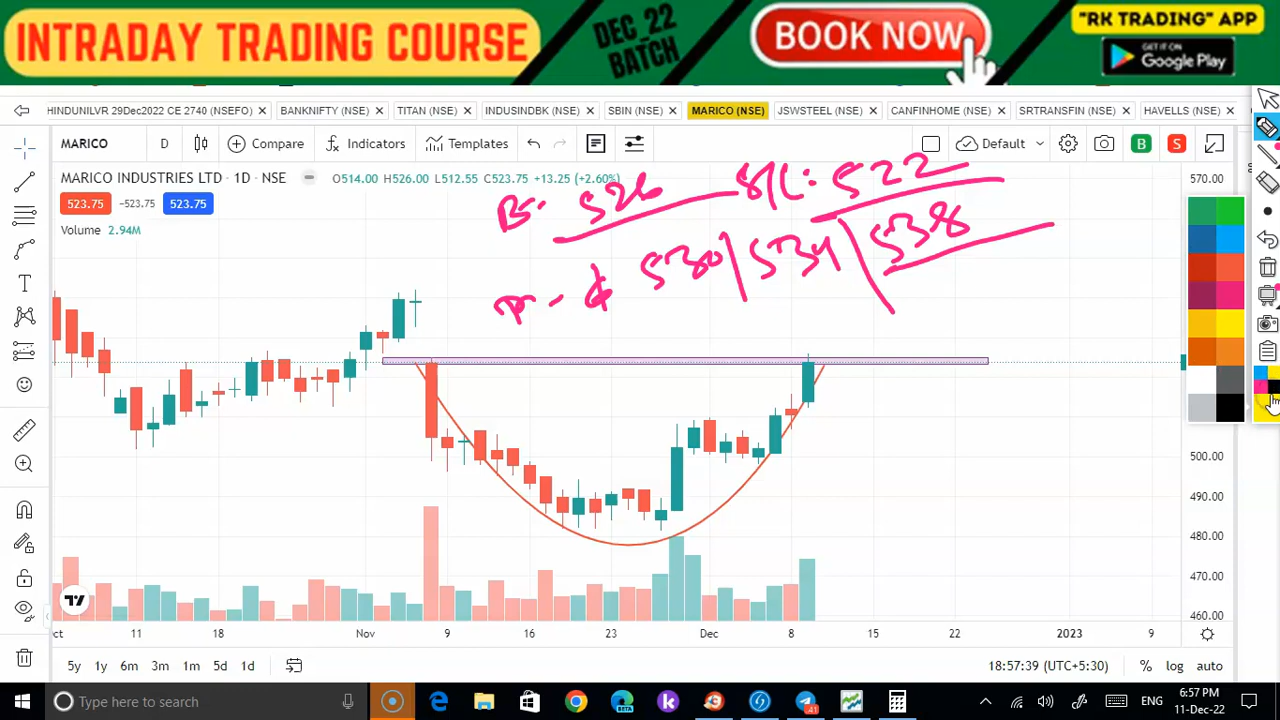 INTRADAY TRADING COURSE
DEC 22
BATCH
BOOK NOW
"RK TRADING" APP
GET IT ON
Google Play
HINDUNILVR 29Dec2022 CE 2740 (NSEFO) BANKNIFTY (NSE) TITAN (NSE) INDUSINDBK (NSE) SBIN (NSE) MARICO (NSE) JSWSTEEL (NSE) CANFINHOME (NSE) SRTRANSFIN (NSE) HAVELLS (NSE)
MARICO D Compare Indicators Templates Default B S
MARICO INDUSTRIES LTD · 1D · NSE O514.00 H526.00 L512.55 C523.75 +13.25 (+2.60%)
523.75 −523.75 523.75
Volume 2.94M
B- 526 S/L: 522
530/534/538
570.00
500.00
490.00
480.00
470.00
460.00
ct 11 18 Nov 9 16 23 Dec 8 15 22 2023 9
5y 1y 6m 3m 1m 5d 1d 18:57:39 (UTC+5:30) % log auto
Type here to search BETA 41 ENG 6:57 PM
11-Dec-22